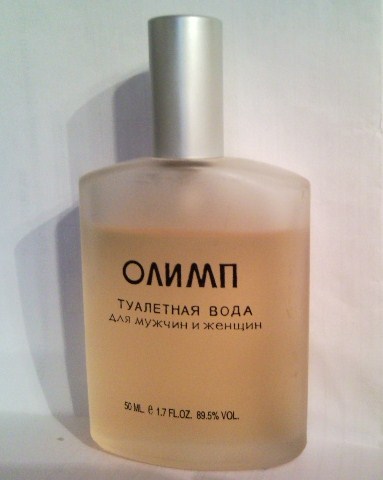 ОЛИМП
ТУАЛЕТНАЯ ВОДА
для мужчин и женщин
50 ML. ℮ 1.7 FL.OZ. 89.5% VOL.